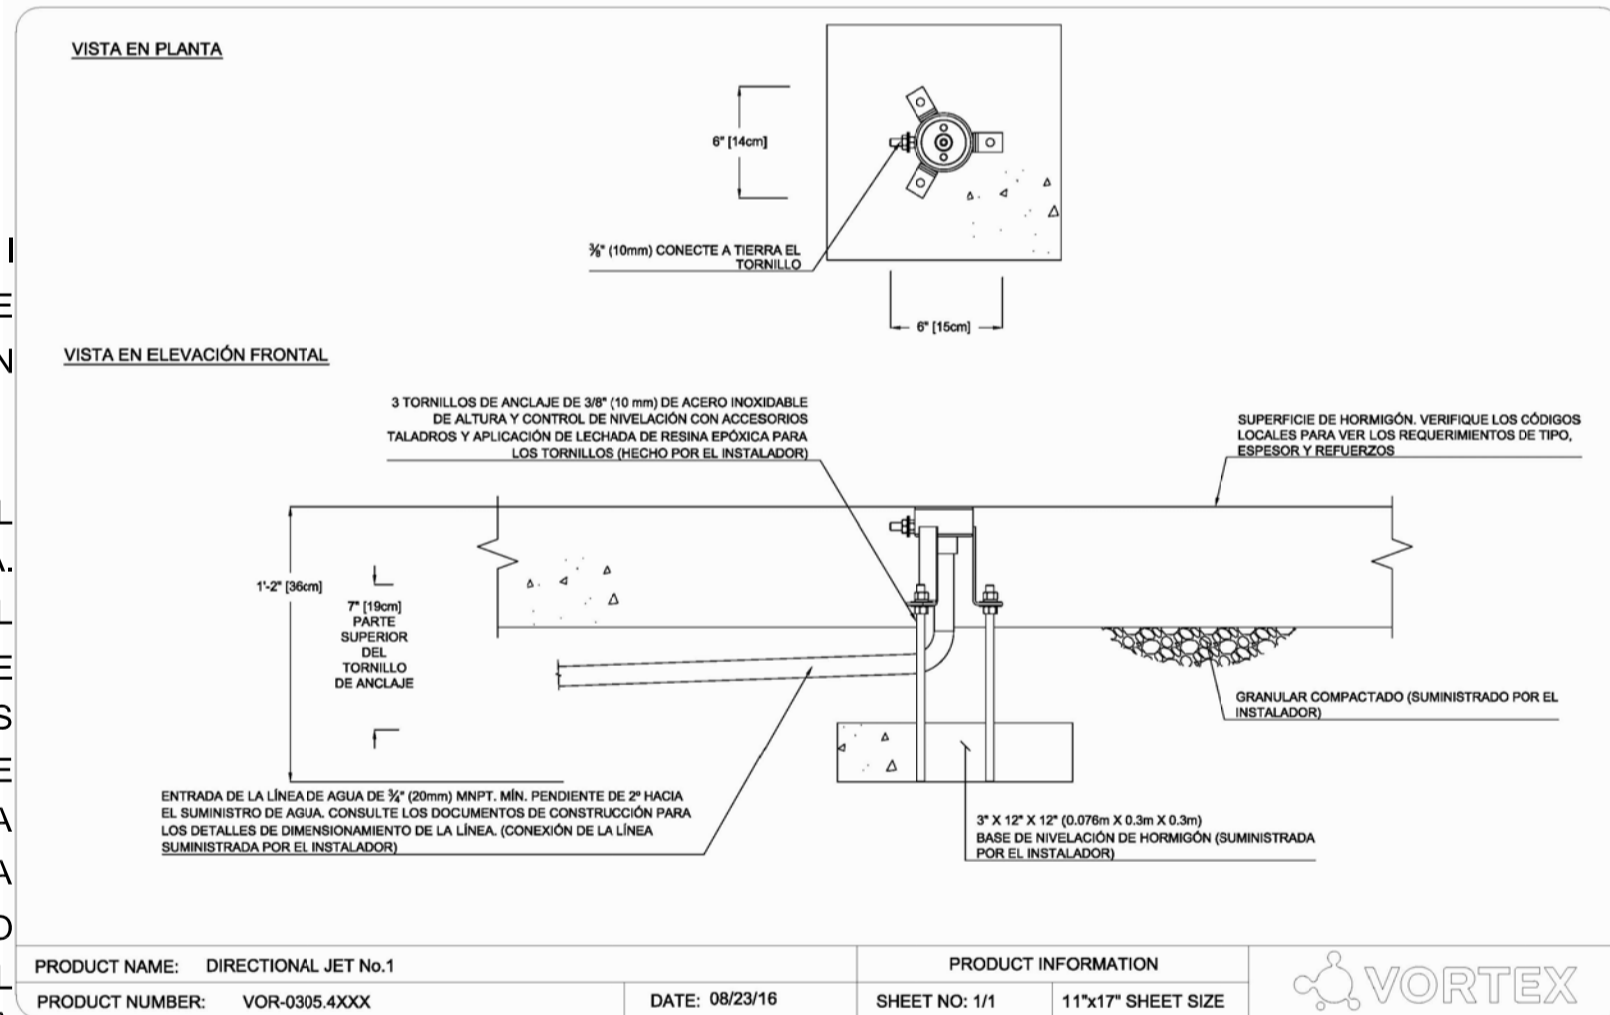 VISTA EN PLANTA
6" [14cm]
⅜" (10mm) CONECTE A TIERRA EL
TORNILLO
6" [15cm]
VISTA EN ELEVACIÓN FRONTAL
3 TORNILLOS DE ANCLAJE DE 3/8" (10 mm) DE ACERO INOXIDABLE
DE ALTURA Y CONTROL DE NIVELACIÓN CON ACCESORIOS
TALADROS Y APLICACIÓN DE LECHADA DE RESINA EPÓXICA PARA
LOS TORNILLOS (HECHO POR EL INSTALADOR)
SUPERFICIE DE HORMIGÓN. VERIFIQUE LOS CÓDIGOS
LOCALES PARA VER LOS REQUERIMIENTOS DE TIPO,
ESPESOR Y REFUERZOS
1'-2" [36cm]
7" [19cm]
PARTE
SUPERIOR
DEL
TORNILLO
DE ANCLAJE
GRANULAR COMPACTADO (SUMINISTRADO POR EL
INSTALADOR)
ENTRADA DE LA LÍNEA DE AGUA DE ¾" (20mm) MNPT. MÍN. PENDIENTE DE 2º HACIA
EL SUMINISTRO DE AGUA. CONSULTE LOS DOCUMENTOS DE CONSTRUCCIÓN PARA
LOS DETALLES DE DIMENSIONAMIENTO DE LA LÍNEA. (CONEXIÓN DE LA LÍNEA
SUMINISTRADA POR EL INSTALADOR)
3" X 12" X 12" (0.076m X 0.3m X 0.3m)
BASE DE NIVELACIÓN DE HORMIGÓN (SUMINISTRADA
POR EL INSTALADOR)
PRODUCT NAME: DIRECTIONAL JET No.1
PRODUCT INFORMATION
VORTEX
PRODUCT NUMBER: VOR-0305.4XXX
DATE: 08/23/16
SHEET NO: 1/1
11"x17" SHEET SIZE